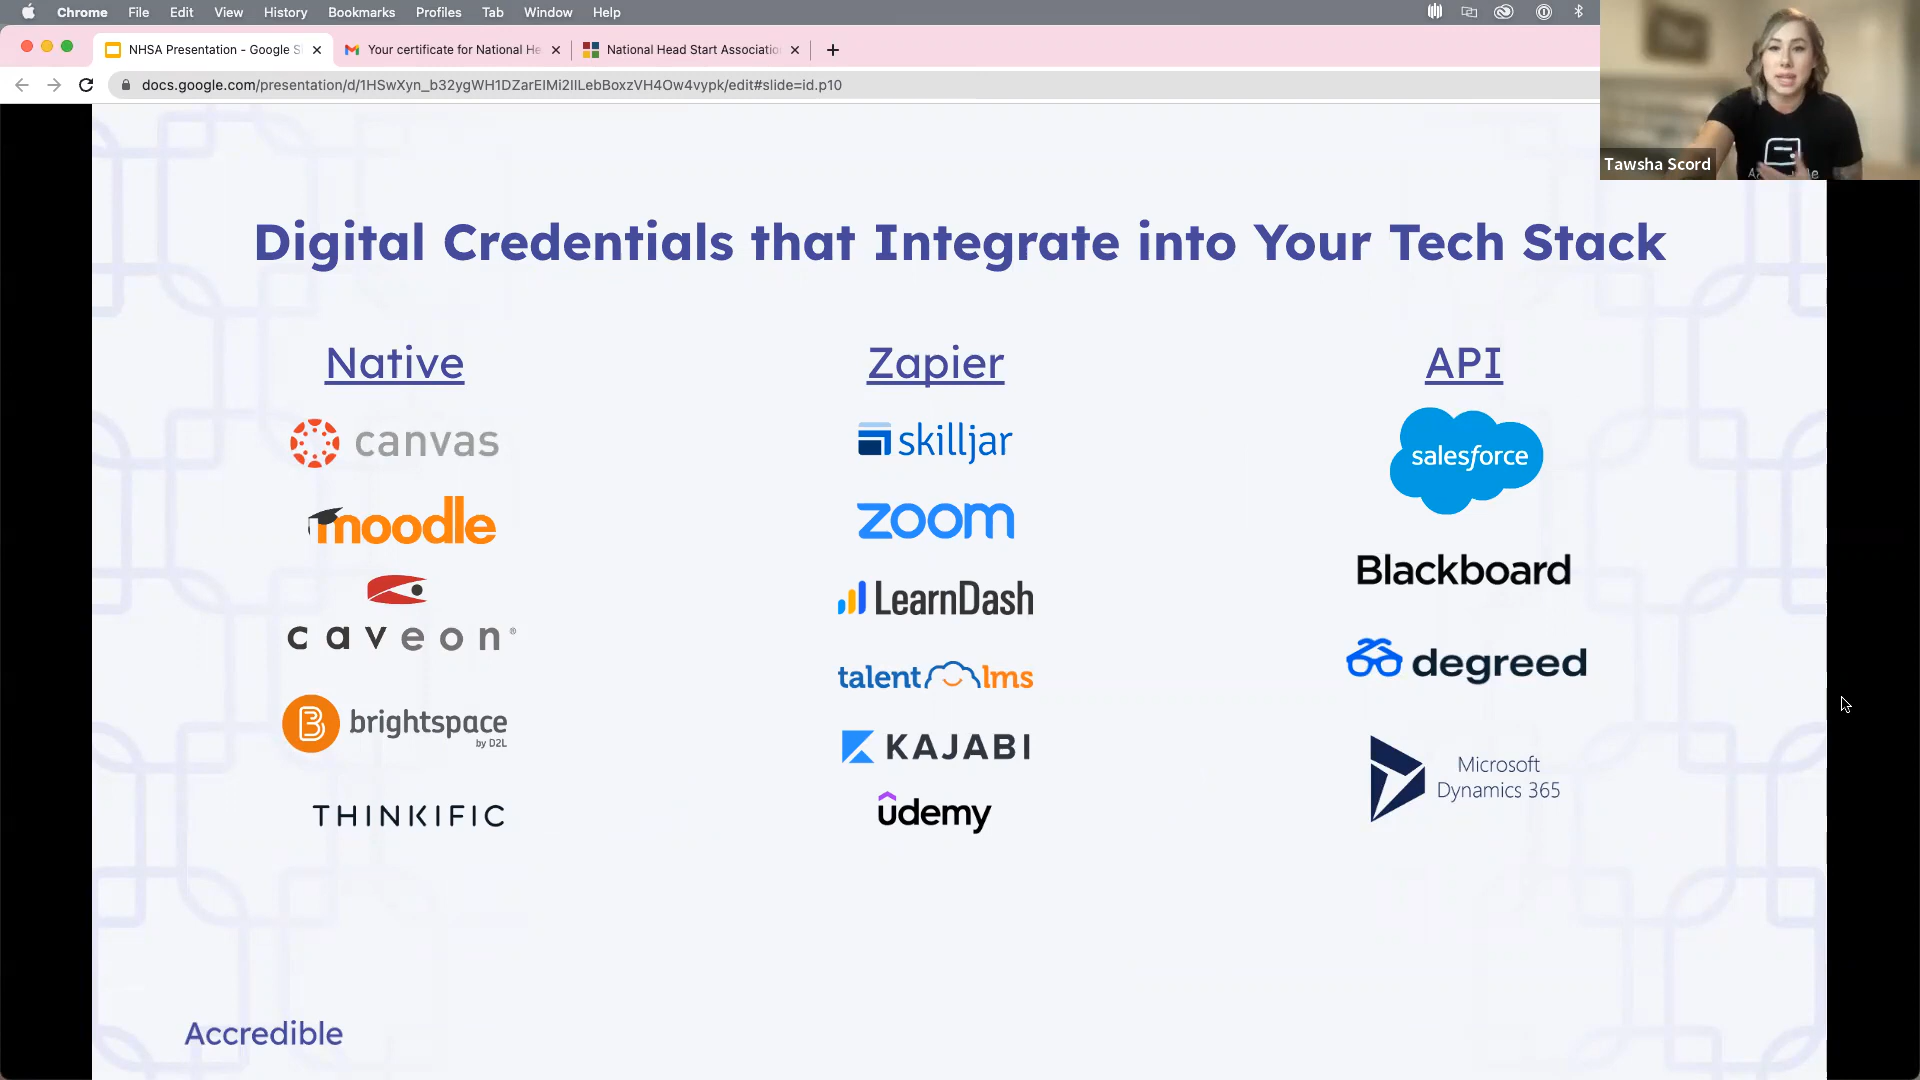 Chrome File Edit View History Bookmarks Profiles Tab Window Help
NHSA Presentation - Google S
Your certificate for National He
National Head Start Associatio
docs.google.com/presentation/d/1HSwXyn_b32ygWH1DZarElMi2IlLebBoxzVH4Ow4vypk/edit#slide=id.p10
Tawsha Scord
Digital Credentials that Integrate into Your Tech Stack
Native
canvas
moodle
caveon®
brightspace
by D2L
THINKIFIC
Zapier
skilljar
zoom
LearnDash
talent lms
KAJABI
udemy
API
salesforce
Blackboard
degreed
Microsoft
Dynamics 365
Accredible